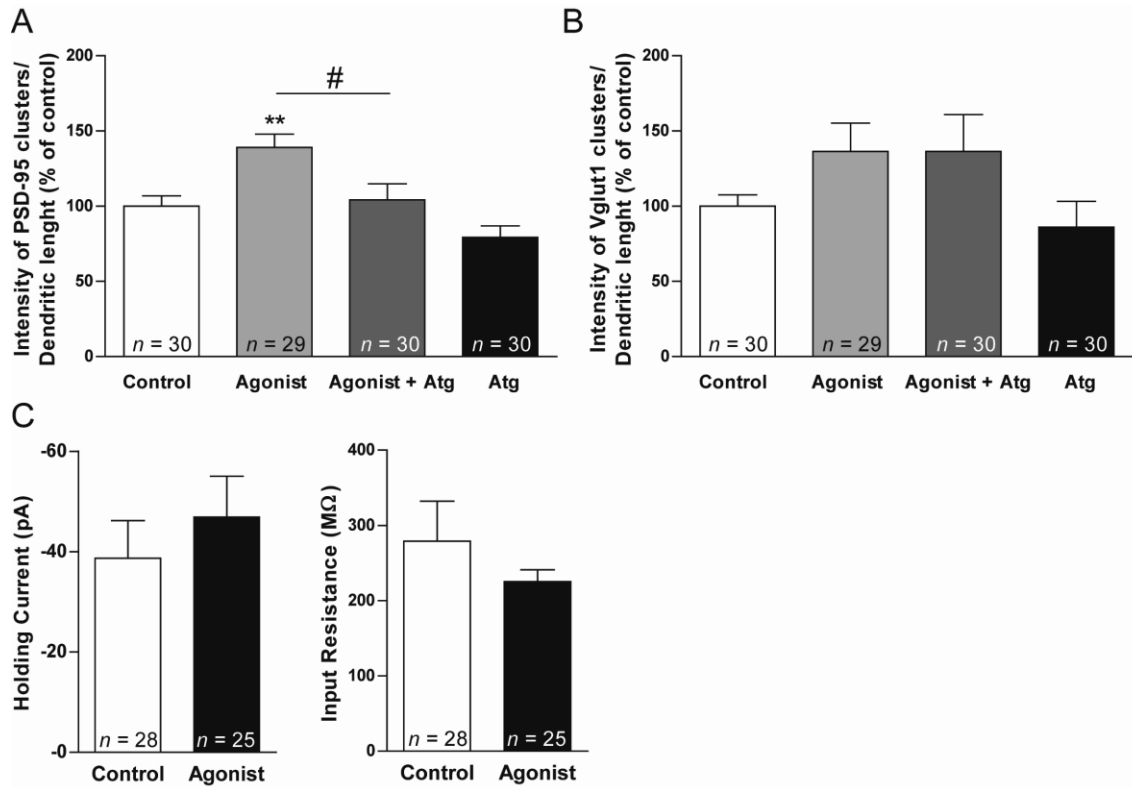 A
Intensity of PSD-95 clusters/
Dendritic lenght (% of control)
200
150
100
50
0
#
**
n = 30
n = 29
n = 30
n = 30
Control
Agonist
Agonist + Atg
Atg
B
Intensity of Vglut1 clusters/
Dendritic lenght (% of control)
200
150
100
50
0
n = 30
n = 29
n = 30
n = 30
Control
Agonist
Agonist + Atg
Atg
C
Holding Current (pA)
-60
-40
-20
-0
n = 28
n = 25
Control
Agonist
Input Resistance (MΩ)
400
300
200
100
0
n = 28
n = 25
Control
Agonist